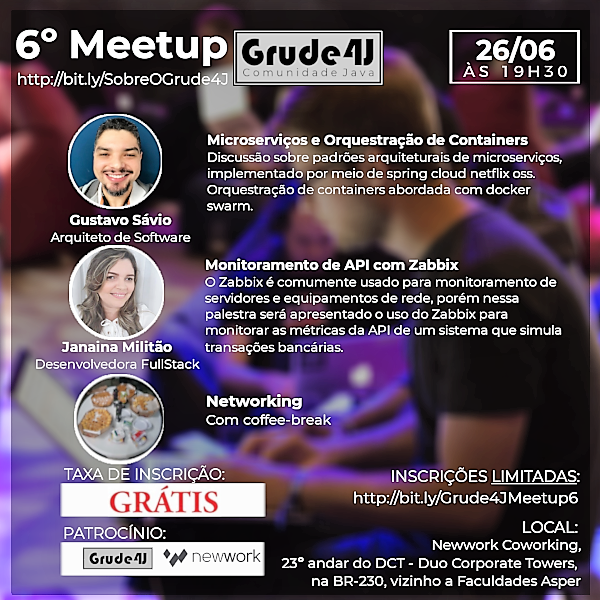 6º Meetup
Grude4J
Comunidade Java
26/06
ÀS 19H30
http://bit.ly/SobreOGrude4J
Microserviços e Orquestração de Containers
Discussão sobre padrões arquiteturais de microserviços,
implementado por meio de spring cloud netflix oss.
Orquestração de containers abordada com docker
swarm.
Gustavo Sávio
Arquiteto de Software
Monitoramento de API com Zabbix
O Zabbix é comumente usado para monitoramento de
servidores e equipamentos de rede, porém nessa
palestra será apresentado o uso do Zabbix para
monitorar as métricas da API de um sistema que simula
transações bancárias.
Janaina Militão
Desenvolvedora FullStack
Networking
Com coffee-break
TAXA DE INSCRIÇÃO:
GRÁTIS
INSCRIÇÕES LIMITADAS:
http://bit.ly/Grude4JMeetup6
PATROCÍNIO:
Grude4J
newwork
LOCAL:
Newwork Coworking,
23º andar do DCT - Duo Corporate Towers,
na BR-230, vizinho a Faculdades Asper